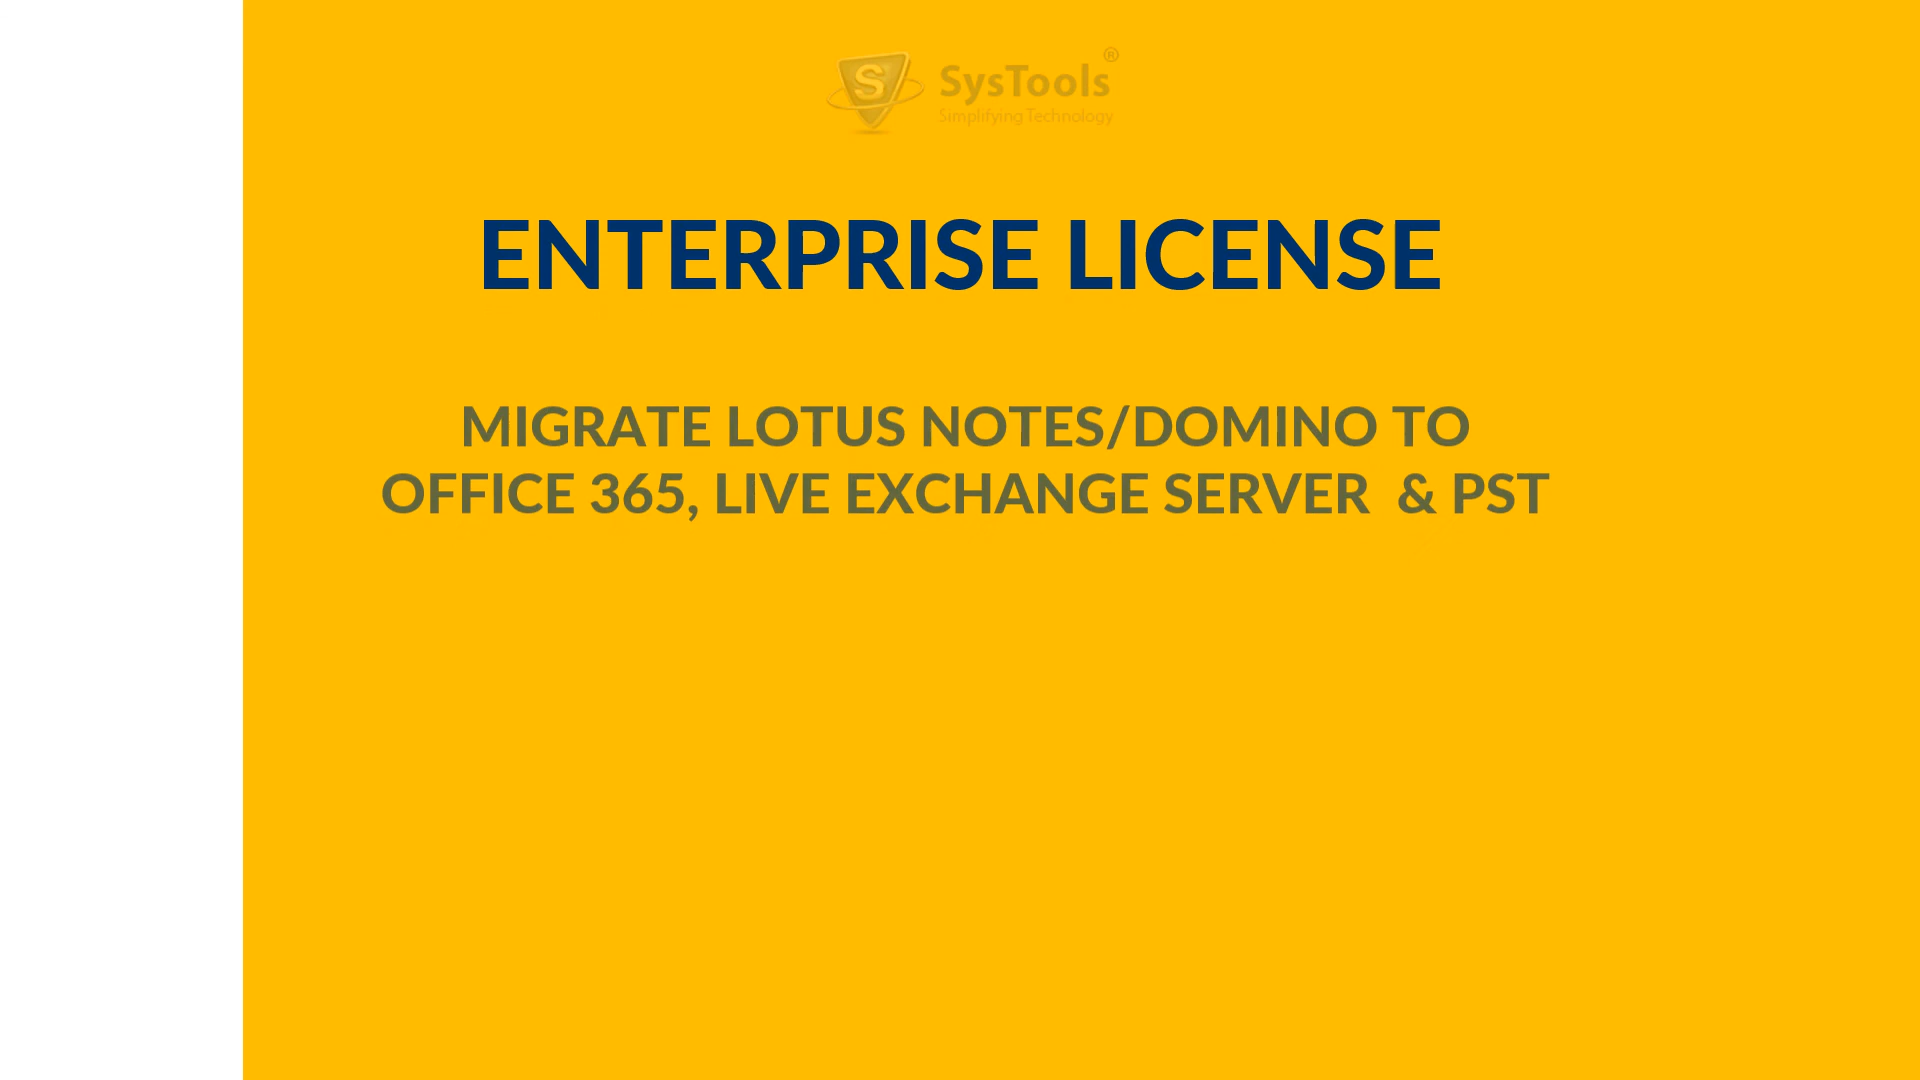 S SysTools®
Simplifying Technology
ENTERPRISE LICENSE
MIGRATE LOTUS NOTES/DOMINO TO
OFFICE 365, LIVE EXCHANGE SERVER & PST